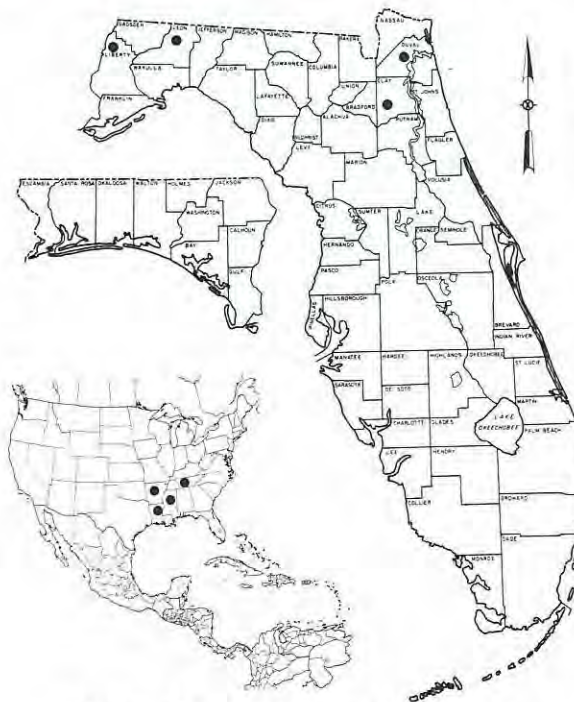 NASSAU
GADSDEN
LEON
JEFFERSON
MADISON
HAMILTON
BAKER
DUVAL
LIBERTY
WAKULLA
TAYLOR
SUWANNEE
COLUMBIA
UNION
CLAY
ST. JOHNS
FRANKLIN
LAFAYETTE
BRADFORD
DIXIE
GILCHRIST
ALACHUA
PUTNAM
FLAGLER
LEVY
MARION
VOLUSIA
ESCAMBIA
SANTA ROSA
OKALOOSA
WALTON
HOLMES
JACKSON
WASHINGTON
BAY
CALHOUN
GULF
CITRUS
SUMTER
LAKE
ORANGE
SEMINOLE
HERNANDO
PASCO
OSCEOLA
POLK
PINELLAS
HILLSBOROUGH
BREVARD
INDIAN RIVER
MANATEE
HARDEE
HIGHLANDS
OKEECHOBEE
ST. LUCIE
SARASOTA
DE SOTO
MARTIN
CHARLOTTE
GLADES
LAKE
OKEECHOBEE
PALM BEACH
LEE
HENDRY
COLLIER
BROWARD
DADE
MONROE